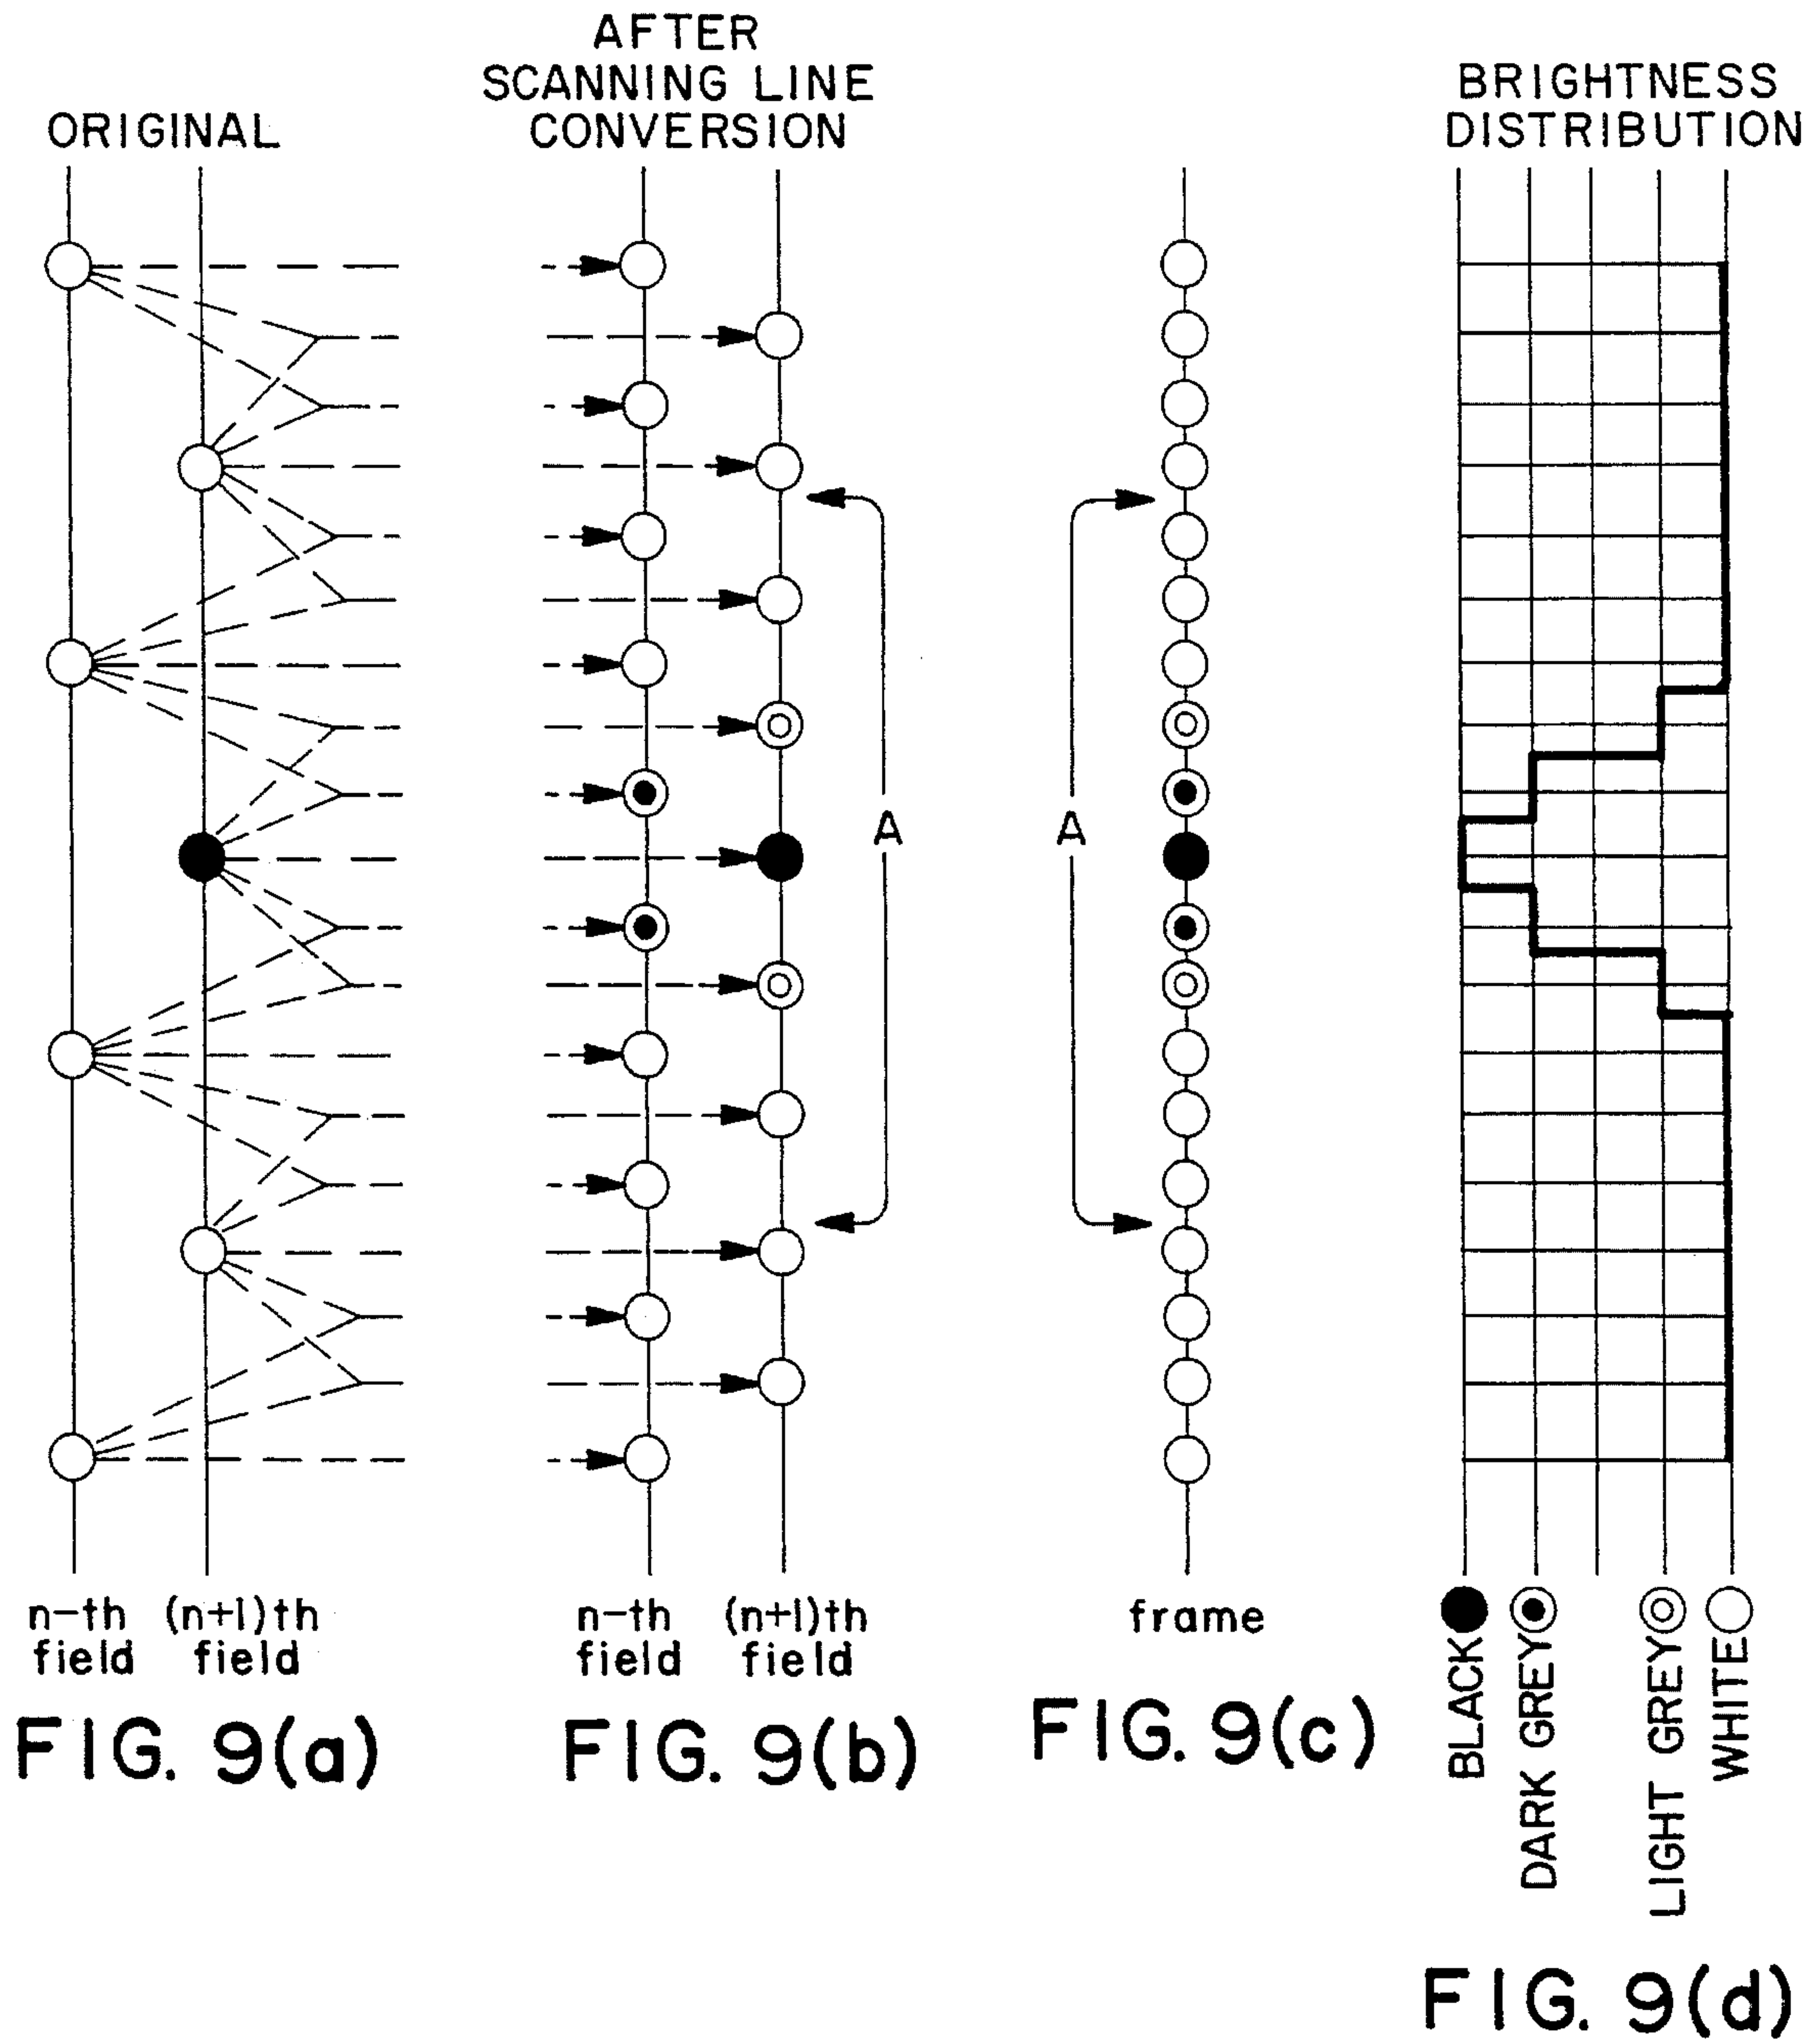 ORIGINAL
AFTER
SCANNING LINE
CONVERSION
BRIGHTNESS
DISTRIBUTION
A
A
n-th
field
(n+1)th
field
n-th
field
(n+1)th
field
frame
BLACK
DARK GREY
LIGHT GREY
WHITE
FIG. 9(a)
FIG. 9(b)
FIG. 9(c)
FIG. 9(d)